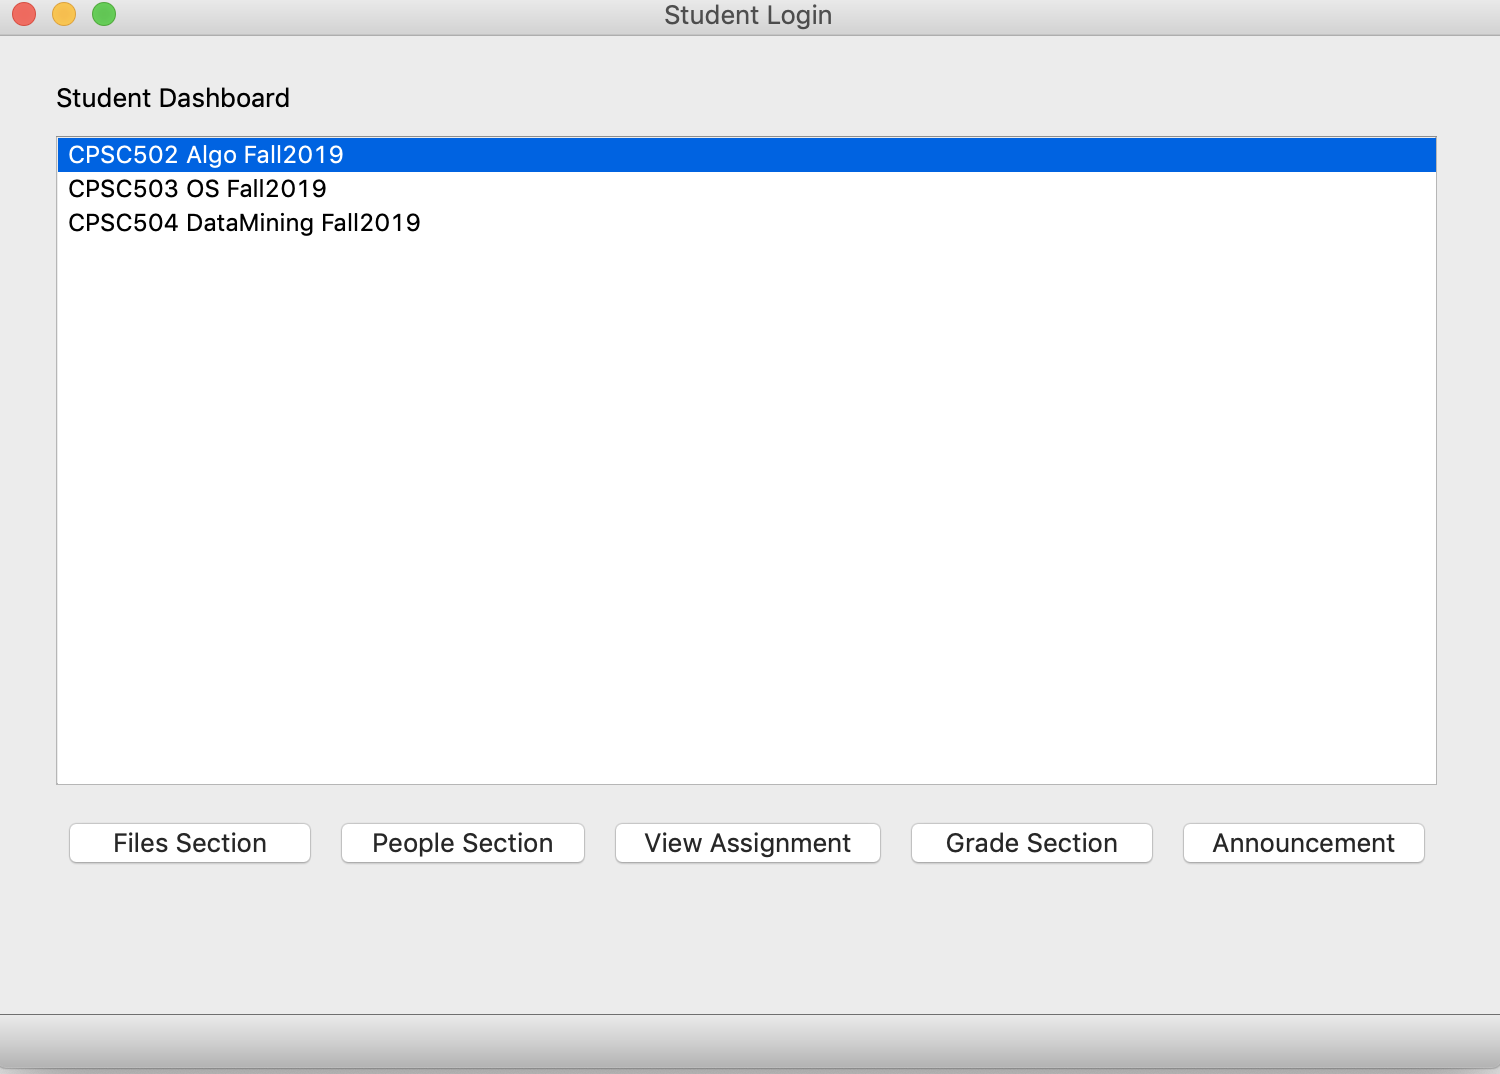 Student Login
Student Dashboard
CPSC502 Algo Fall2019
CPSC503 OS Fall2019
CPSC504 DataMining Fall2019
Files Section
People Section
View Assignment
Grade Section
Announcement